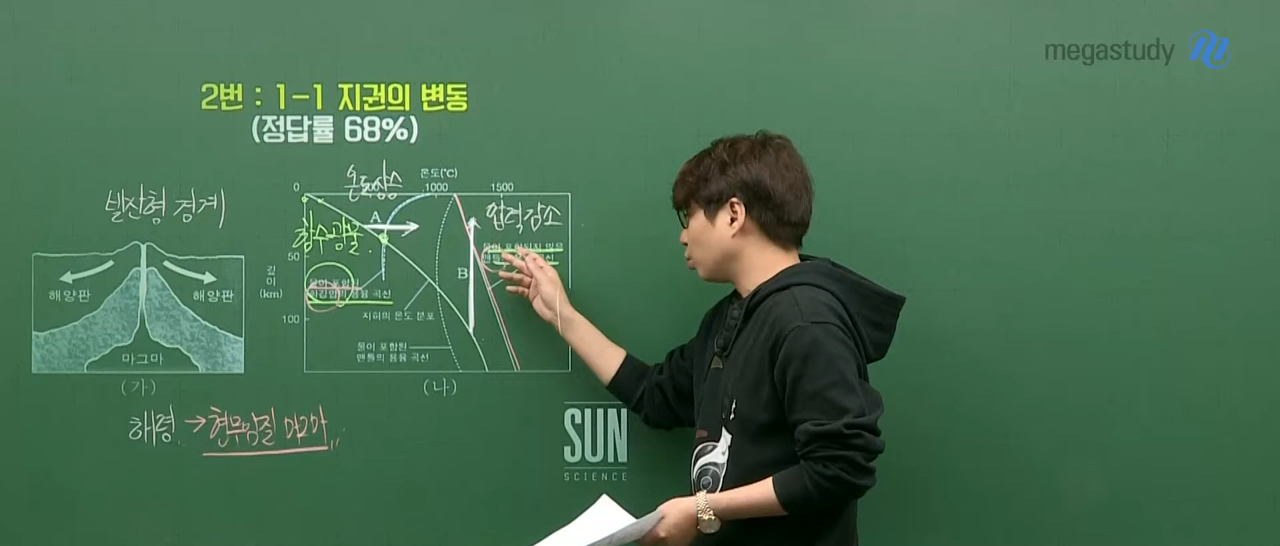 megastudy
2번 : 1-1 지권의 변동
(정답률 68%)
발산형 경계
해양판
해양판
마그마
(가)
해령 → 현무암질 마그마
온도상승
온도(℃)
0
1000
1500
A
압력감소
함수광물
물이 포함되지 않은
맨틀의 용융 곡선
50
깊이
(km)
B
물이 포함된
화강암의 용융 곡선
100
지하의 온도 분포
물이 포함된
맨틀의 용융 곡선
(나)
SUN
SCIENCE